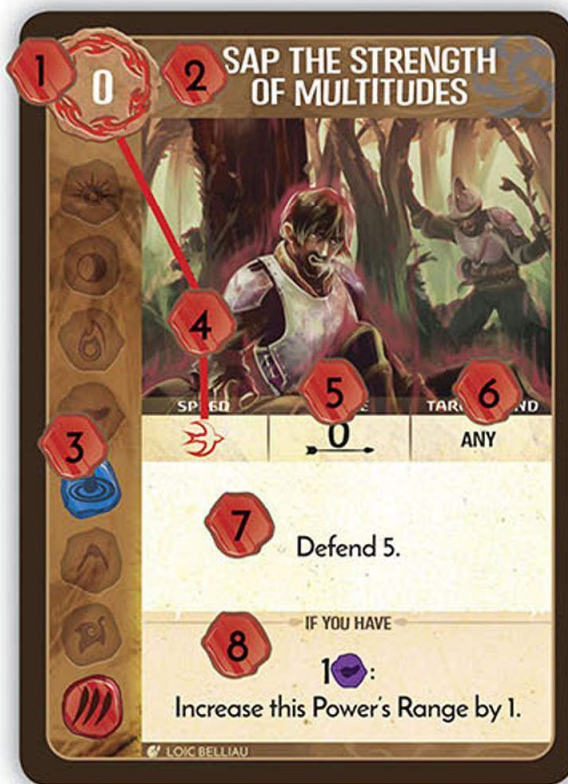 1
0
2
SAP THE STRENGTH
OF MULTITUDES
4
5
6
3
0
ANY
7
Defend 5.
IF YOU HAVE
8
1 :
Increase this Power's Range by 1.
LOIC BELLIAU